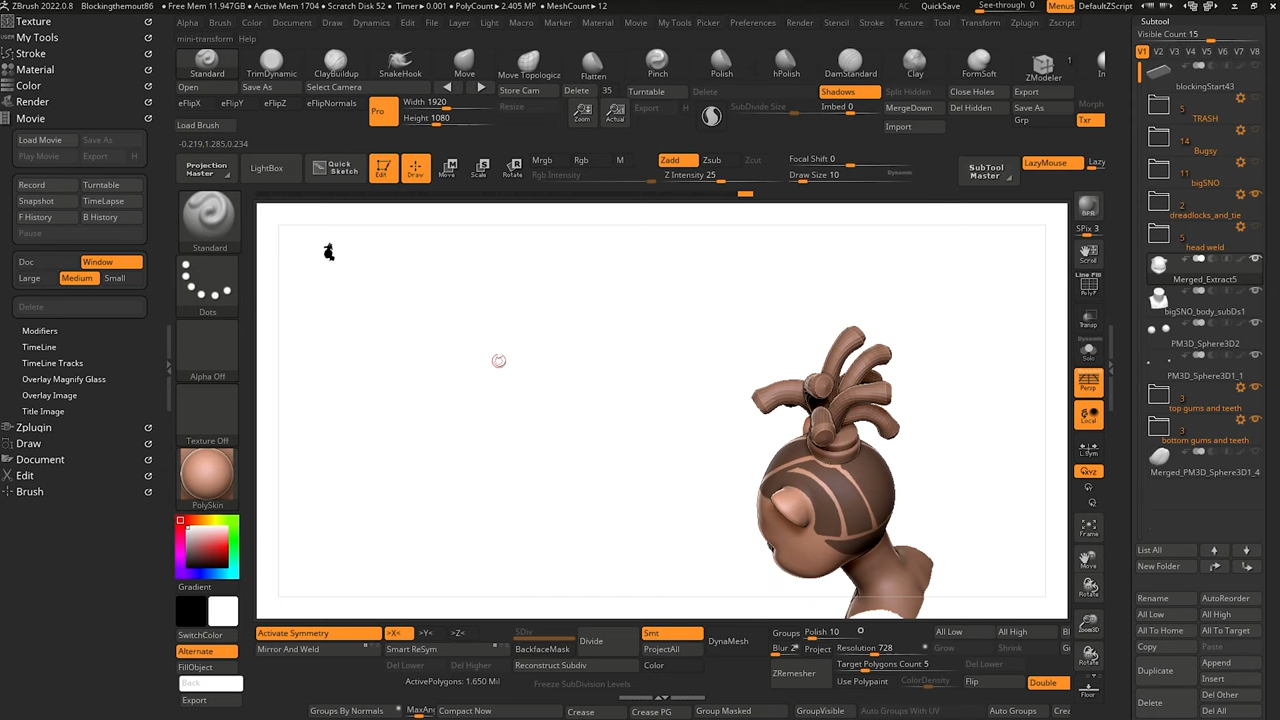 ZBrush 2022.0.8 Blockingthemout86 • Free Mem 11.947GB • Active Mem 1704 • Scratch Disk 52 • Timer▸0.001 • PolyCount▸2.405 MP • MeshCount▸12 AC QuickSave See-through 0 Menus DefaultZScript
Alpha Brush Color Document Draw Dynamics Edit File Layer Light Macro Marker Material Movie My Tools Picker Preferences Render Stencil Stroke Texture Tool Transform Zplugin Zscript
mini-transform Help
Texture
My Tools
Stroke
Material
Color
Render
Movie
Load Movie Save As
Play Movie Export H
Record Turntable
Snapshot TimeLapse
F History B History
Pause
Doc Window
Large Medium Small
Delete
Modifiers
TimeLine
TimeLine Tracks
Overlay Magnify Glass
Overlay Image
Title Image
Zplugin
Draw
Document
Edit
Brush
Standard TrimDynamic ClayBuildup SnakeHook Move Move Topologica Flatten Pinch Polish hPolish DamStandard Clay FormSoft ZModeler 1
Open Save As Select Camera Store Cam Delete 35 Turntable Delete Shadows Split Hidden Close Holes Export
eFlipX eFlipY eFlipZ eFlipNormals Pro Width 1920 Resize Zoom Actual Export H SubDivide Size Imbed 0 MergeDown Del Hidden Save As Morph
Height 1080 Grp Txr
Load Brush Import
-0.219,1.285,0.234
Projection Master LightBox Quick Sketch Edit Draw Move Scale Rotate Mrgb Rgb M Zadd Zsub Zcut Focal Shift 0 SubTool Master LazyMouse Lazy
Rgb Intensity Z Intensity 25 Draw Size 10 Dynamic
Standard
Dots
Alpha Off
Texture Off
PolySkin
Gradient
SwitchColor
Alternate
FillObject
Back
Export
BPR
SPix 3
Scroll
Line Fill
PolyF
Transp
Dynamic
Solo
Dynamic
Persp
Local
L.Sym
XYZ
Frame
Move
Rotate
Zoom3D
Rotate
Floor
Subtool
Visible Count 15
V1 V2 V3 V4 V5 V6 V7 V8
blockingStart43
5
TRASH
14
Bugsy
11
bigSNO
2
dreadlocks_and_tie
5
head weld
Merged_Extract5
bigSNO_body_subDs1
PM3D_Sphere3D2
PM3D_Sphere3D1_1
3
top gums and teeth
3
bottom gums and teeth
Merged_PM3D_Sphere3D1_4
List All
New Folder
Rename AutoReorder
All Low All High
All To Home All To Target
Copy Paste
Duplicate Append
Insert
Delete Del Other
Del All
Activate Symmetry >X< >Y< >Z< SDiv Divide Smt DynaMesh Groups Polish 10 All Low All High
Mirror And Weld Smart ReSym BackfaceMask ProjectAll Blur 2 Project Resolution 728 Grow Shrink
Del Lower Del Higher Reconstruct Subdiv Color Target Polygons Count 5 Del Lower
ActivePolygons: 1.650 Mil Freeze SubDivision Levels ZRemesher Use Polypaint ColorDensity Flip Double
Groups By Normals MaxAn Compact Now Crease Crease PG Group Masked GroupVisible Auto Groups With UV Auto Groups Crea